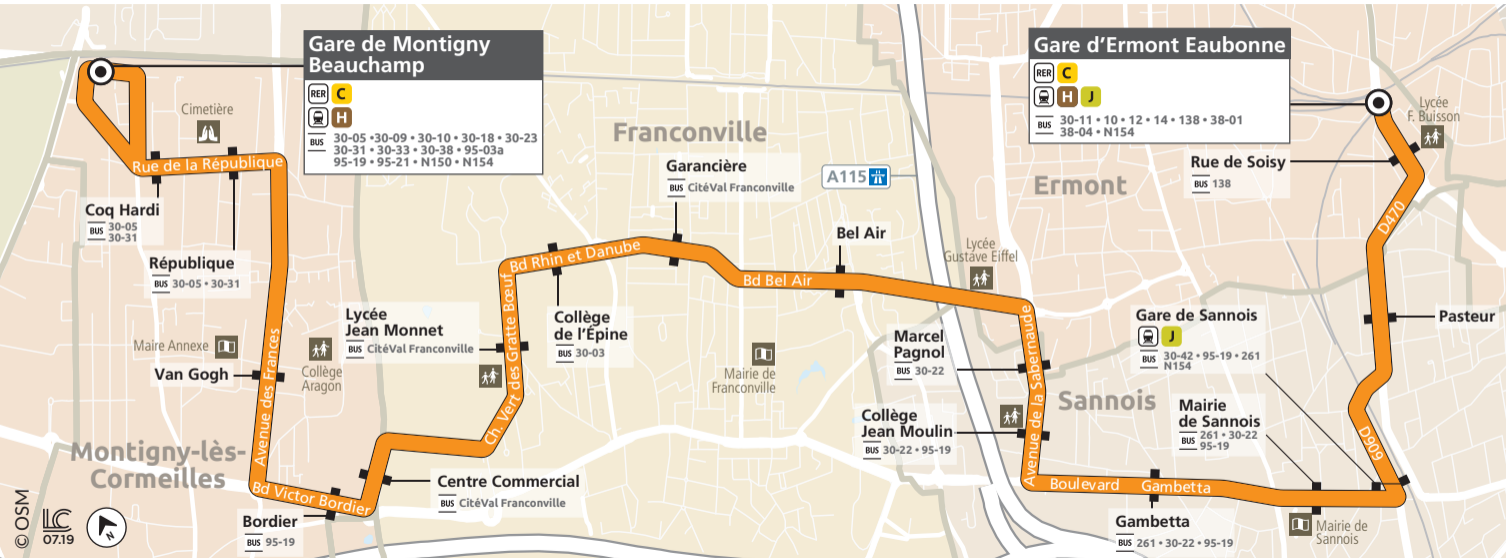 Gare de Montigny
Beauchamp
RER C
H
BUS 30-05 •30-09 • 30-10 • 30-18 • 30-23
30-31 • 30-33 • 30-38 • 95-03a
95-19 • 95-21 • N150 • N154
Gare d'Ermont Eaubonne
RER C
H J
BUS 30-11 • 10 • 12 • 14 • 138 • 38-01
38-04 • N154
Cimetière
Rue de la République
Coq Hardi
BUS 30-05
30-31
République
BUS 30-05 • 30-31
Maire Annexe
Van Gogh
Avenue des Frances
Collège
Aragon
Montigny-lès-
Cormeilles
Bd Victor Bordier
Bordier
BUS 95-19
Centre Commercial
BUS CitéVal Franconville
Lycée
Jean Monnet
BUS CitéVal Franconville
Ch. Vert des Gratte Bœuf
Bd Rhin et Danube
Collège
de l'Épine
BUS 30-03
Franconville
Garancière
BUS CitéVal Franconville
Mairie de
Franconville
A115
Bel Air
Bd Bel Air
Lycée
Gustave Eiffel
Ermont
Marcel
Pagnol
BUS 30-22
Collège
Jean Moulin
BUS 30-22 • 95-19
Avenue de la Sabernaude
Sannois
Boulevard Gambetta
Gambetta
BUS 261 • 30-22 • 95-19
Mairie
de Sannois
BUS 261 • 30-22
95-19
Mairie de
Sannois
Gare de Sannois
J
BUS 30-42 • 95-19 • 261
N154
D909
Pasteur
D470
Rue de Soisy
BUS 138
Lycée
F. Buisson
© OSM
LC
07.19
N